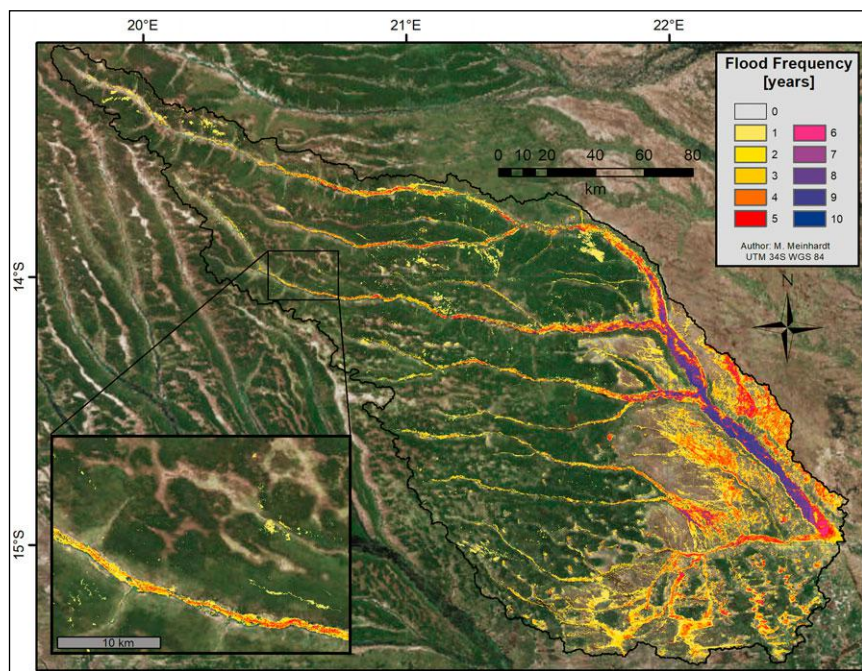 20°E 21°E 22°E
Flood Frequency
[years]
0
1 6
2 7
3 8
4 9
5 10
Author: M. Meinhardt
UTM 34S WGS 84
0 10 20 40 60 80
km
14°S
N
15°S
10 km